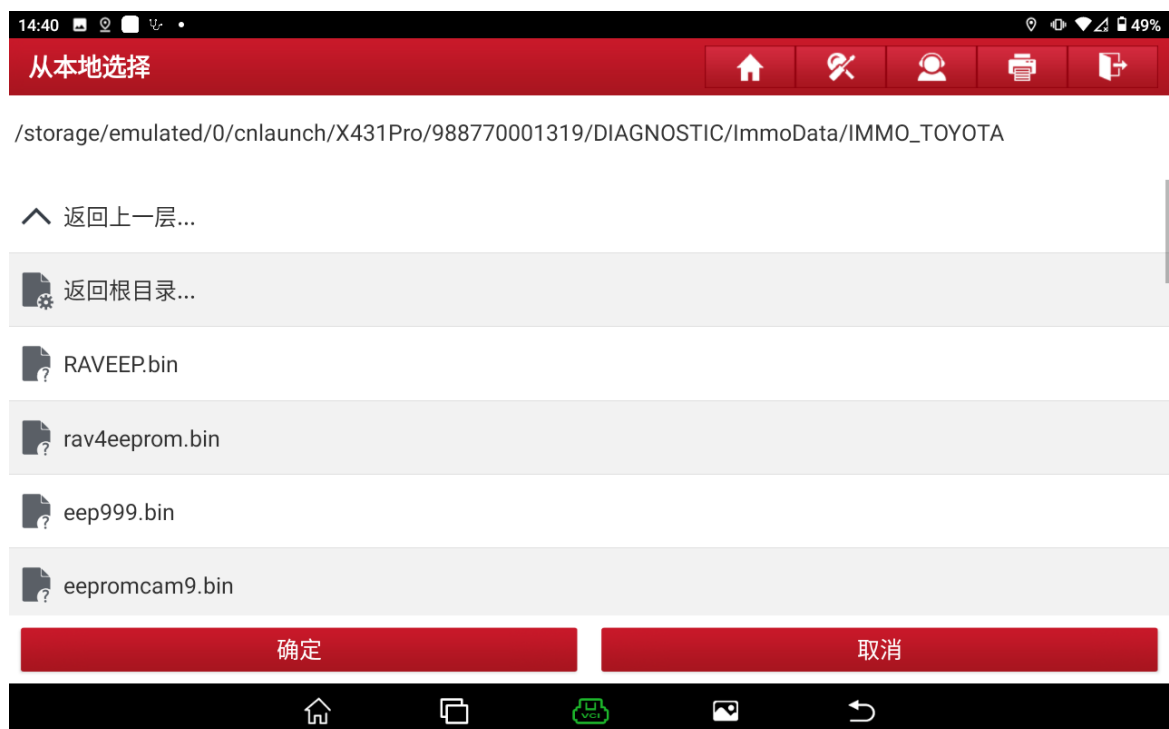 14:40
49%
从本地选择
/storage/emulated/0/cnlaunch/X431Pro/988770001319/DIAGNOSTIC/ImmoData/IMMO_TOYOTA
返回上一层...
返回根目录...
RAVEEP.bin
rav4eeprom.bin
eep999.bin
eepromcam9.bin
确定
取消
VCI